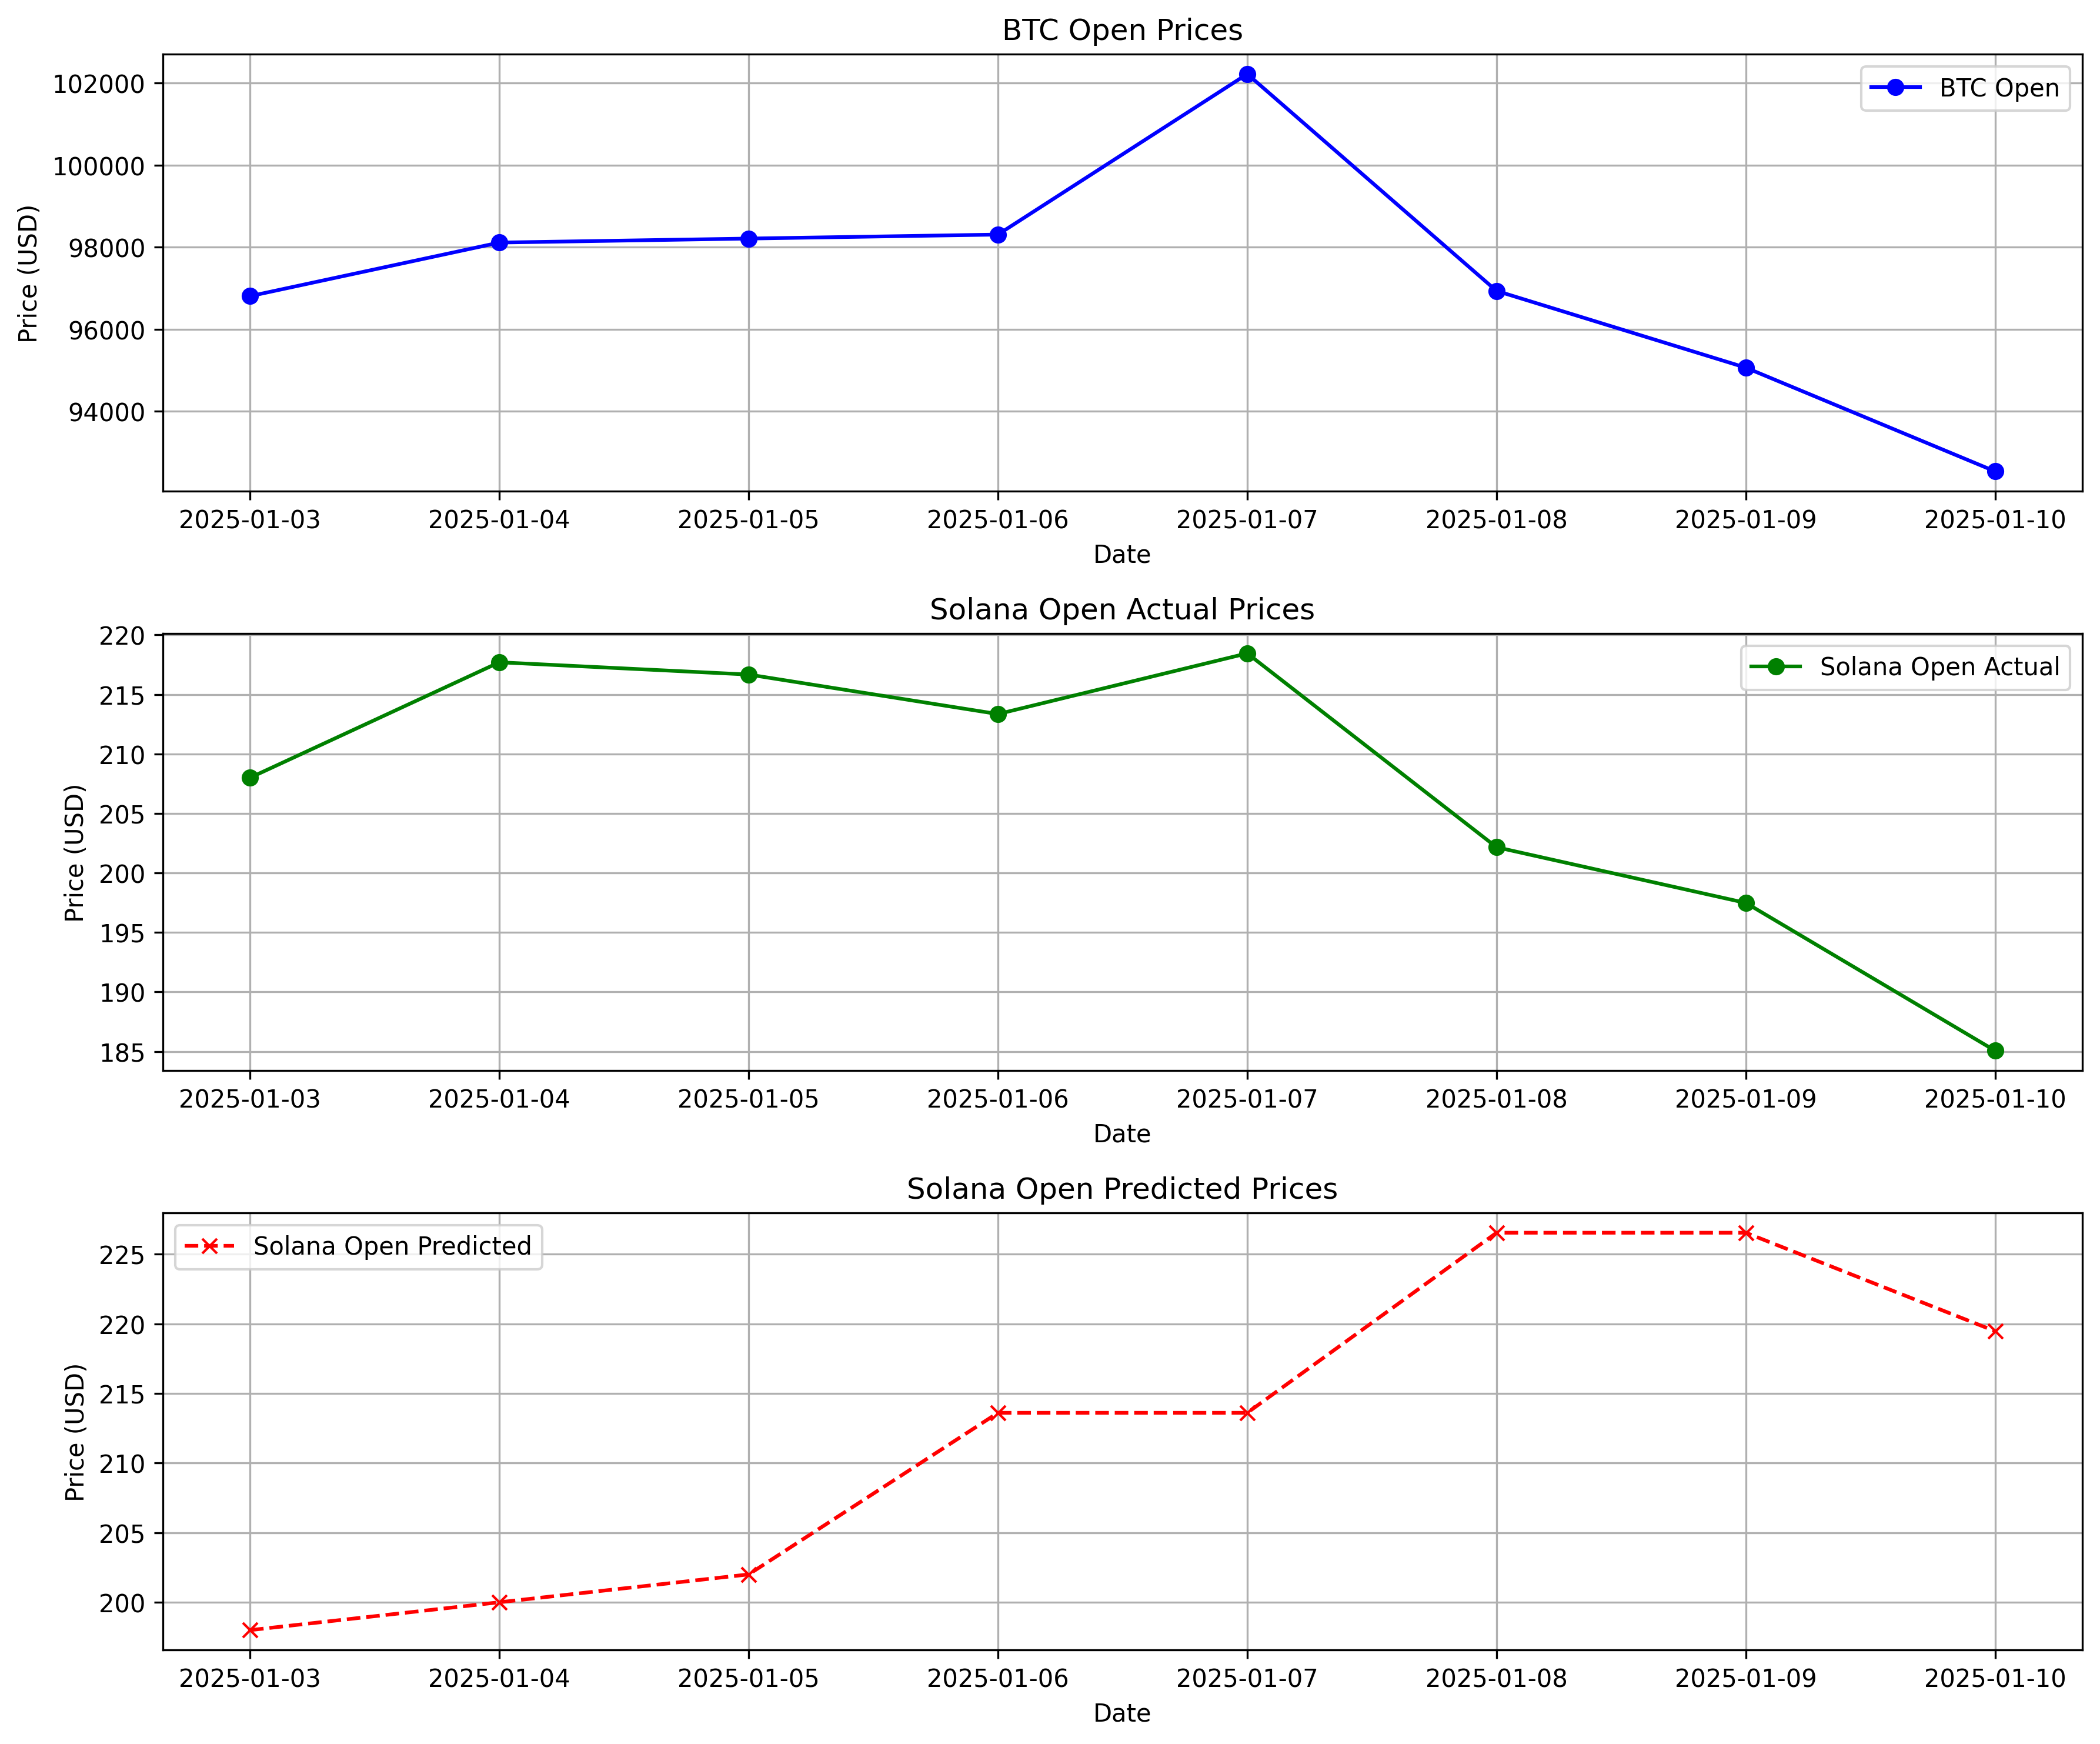 BTC Open Prices
102000
100000
98000
96000
94000
Price (USD)
BTC Open
2025-01-03 2025-01-04 2025-01-05 2025-01-06 2025-01-07 2025-01-08 2025-01-09 2025-01-10
Date
Solana Open Actual Prices
220
215
210
205
200
195
190
185
Price (USD)
Solana Open Actual
2025-01-03 2025-01-04 2025-01-05 2025-01-06 2025-01-07 2025-01-08 2025-01-09 2025-01-10
Date
Solana Open Predicted Prices
225
220
215
210
205
200
Price (USD)
Solana Open Predicted
2025-01-03 2025-01-04 2025-01-05 2025-01-06 2025-01-07 2025-01-08 2025-01-09 2025-01-10
Date